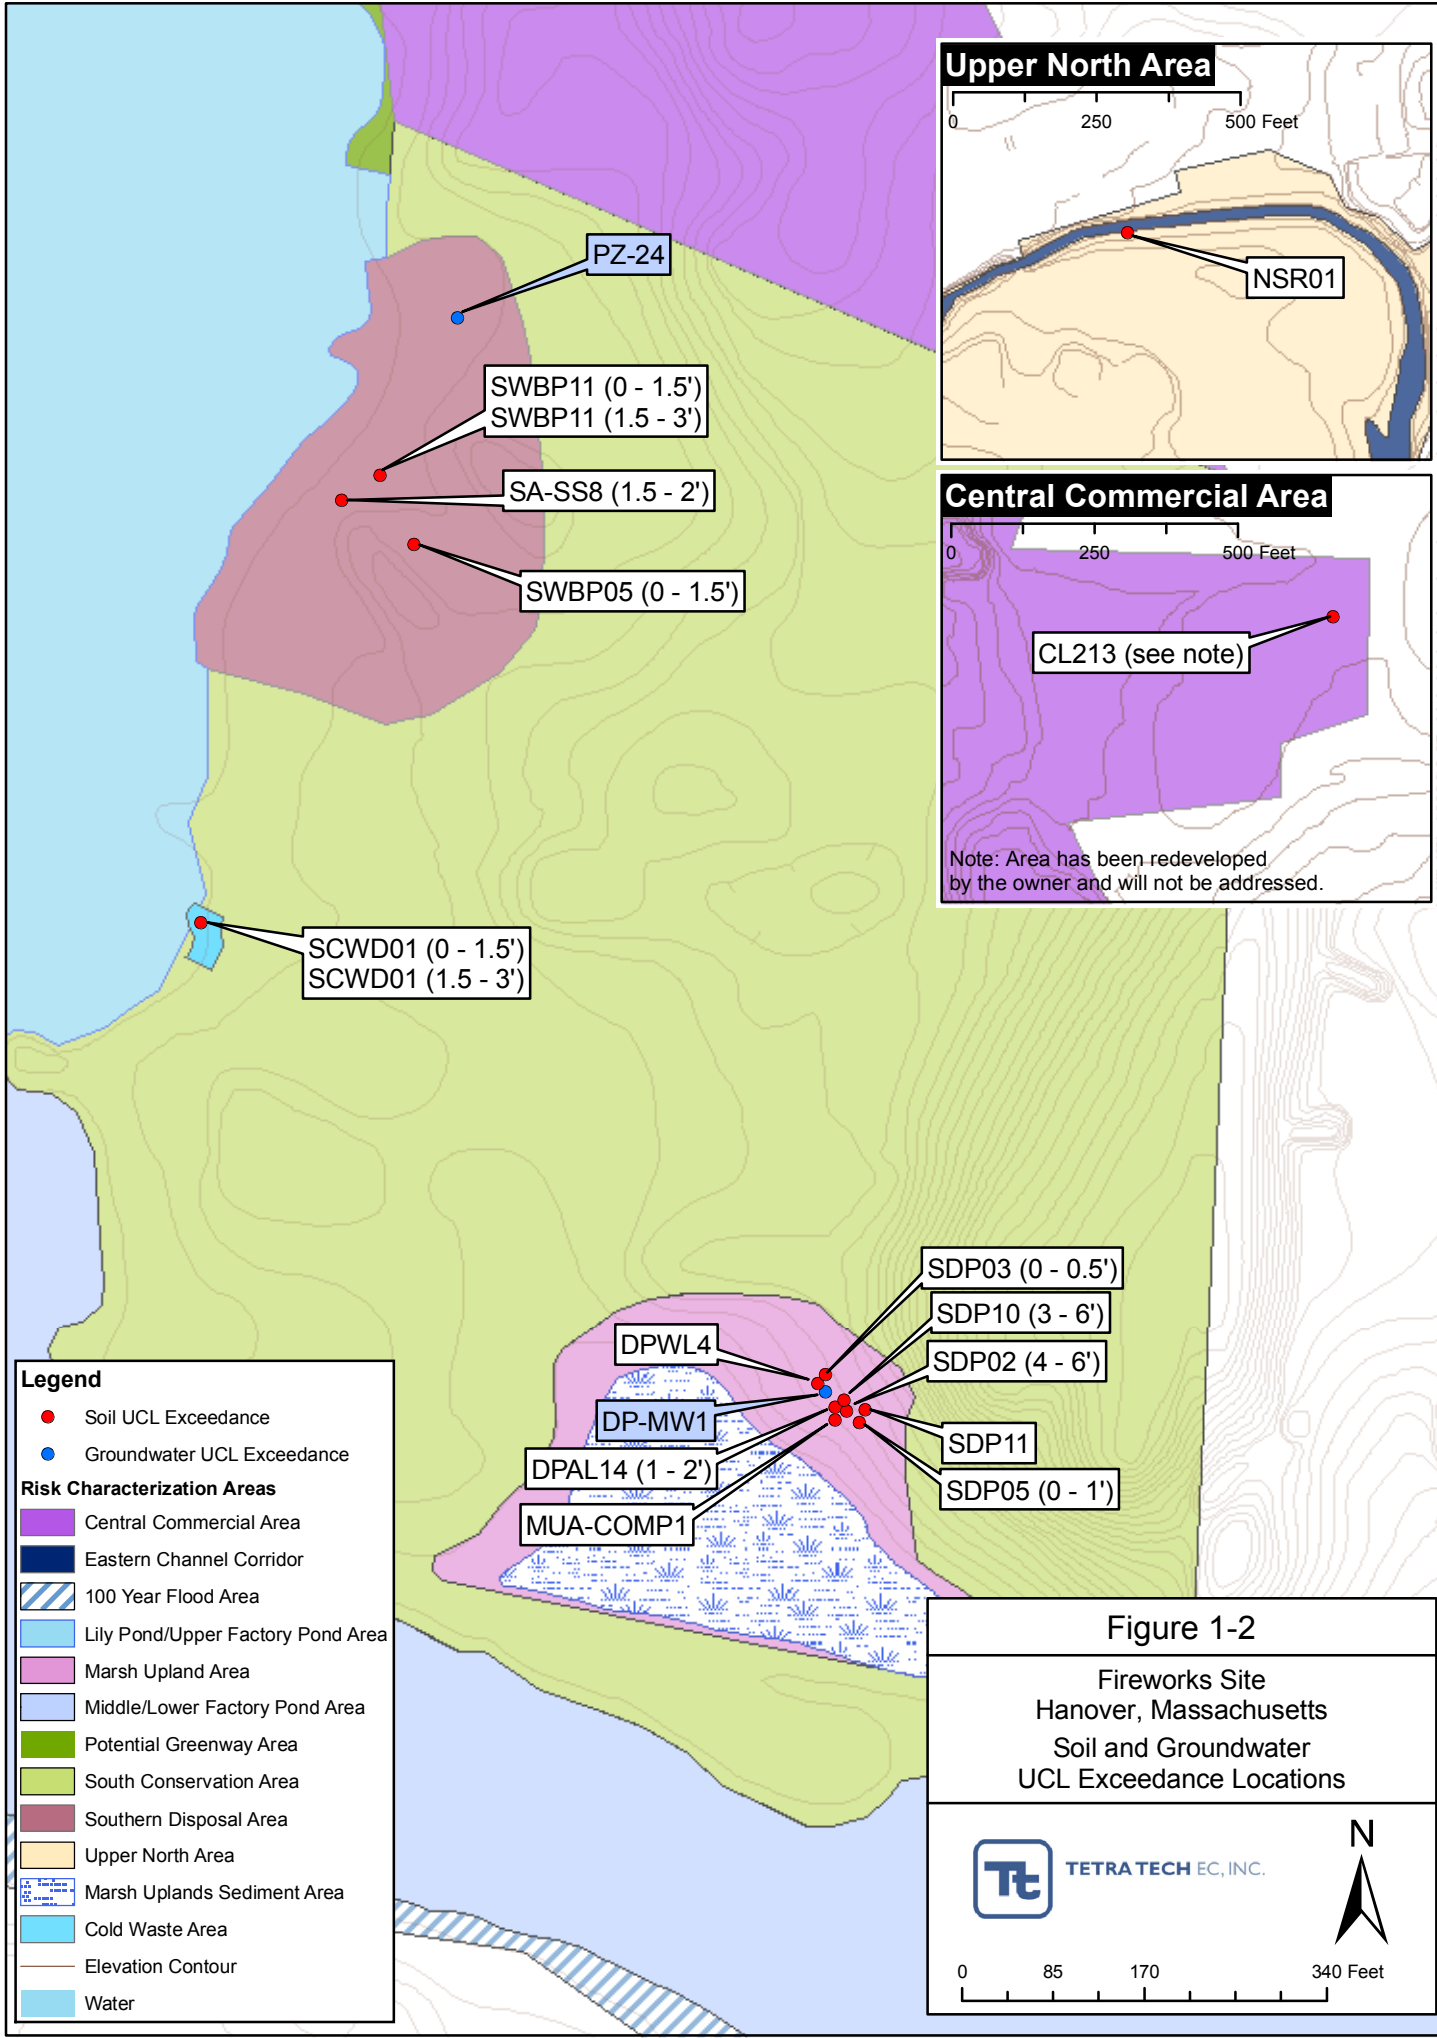 Upper North Area
0 250 500 Feet
NSR01
PZ-24
SWBP11 (0 - 1.5')
SWBP11 (1.5 - 3')
SA-SS8 (1.5 - 2')
SWBP05 (0 - 1.5')
Central Commercial Area
0 250 500 Feet
CL213 (see note)
Note: Area has been redeveloped
by the owner and will not be addressed.
SCWD01 (0 - 1.5')
SCWD01 (1.5 - 3')
SDP03 (0 - 0.5')
SDP10 (3 - 6')
DPWL4
SDP02 (4 - 6')
DP-MW1
SDP11
DPAL14 (1 - 2')
SDP05 (0 - 1')
MUA-COMP1
Legend
Soil UCL Exceedance
Groundwater UCL Exceedance
Risk Characterization Areas
Central Commercial Area
Eastern Channel Corridor
100 Year Flood Area
Lily Pond/Upper Factory Pond Area
Marsh Upland Area
Middle/Lower Factory Pond Area
Potential Greenway Area
South Conservation Area
Southern Disposal Area
Upper North Area
Marsh Uplands Sediment Area
Cold Waste Area
Elevation Contour
Water
Figure 1-2
Fireworks Site
Hanover, Massachusetts
Soil and Groundwater
UCL Exceedance Locations
Tt
TETRA TECH EC, INC.
N
0 85 170 340 Feet